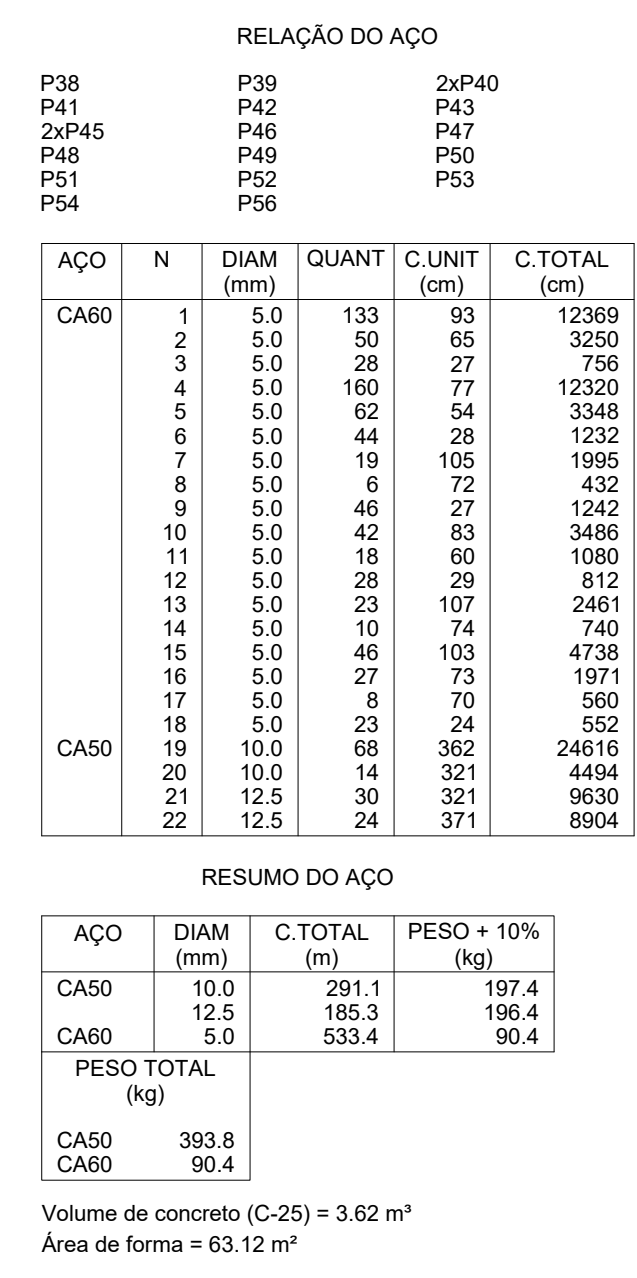 RELAÇÃO DO AÇO
P38 P39 2xP40
P41 P42 P43
2xP45 P46 P47
P48 P49 P50
P51 P52 P53
P54 P56
AÇO N DIAM QUANT C.UNIT C.TOTAL
(mm) (cm) (cm)
CA60 1 5.0 133 93 12369
2 5.0 50 65 3250
3 5.0 28 27 756
4 5.0 160 77 12320
5 5.0 62 54 3348
6 5.0 44 28 1232
7 5.0 19 105 1995
8 5.0 6 72 432
9 5.0 46 27 1242
10 5.0 42 83 3486
11 5.0 18 60 1080
12 5.0 28 29 812
13 5.0 23 107 2461
14 5.0 10 74 740
15 5.0 46 103 4738
16 5.0 27 73 1971
17 5.0 8 70 560
18 5.0 23 24 552
CA50 19 10.0 68 362 24616
20 10.0 14 321 4494
21 12.5 30 321 9630
22 12.5 24 371 8904
RESUMO DO AÇO
AÇO DIAM C.TOTAL PESO + 10%
(mm) (m) (kg)
CA50 10.0 291.1 197.4
12.5 185.3 196.4
CA60 5.0 533.4 90.4
PESO TOTAL
(kg)
CA50 393.8
CA60 90.4
Volume de concreto (C-25) = 3.62 m³
Área de forma = 63.12 m²